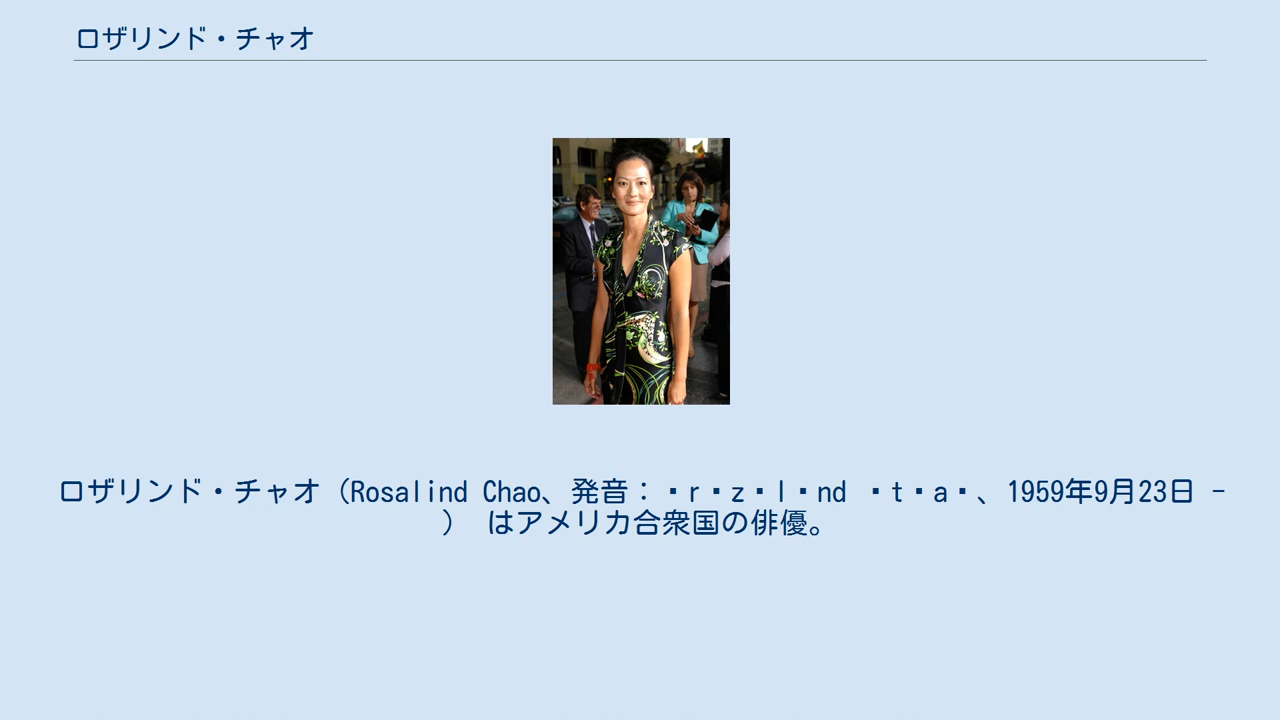 ロザリンド・チャオ
ロザリンド・チャオ（Rosalind Chao、発音：▪r▪z▪l▪nd ▪t▪a▪、1959年9月23日 -
） はアメリカ合衆国の俳優。